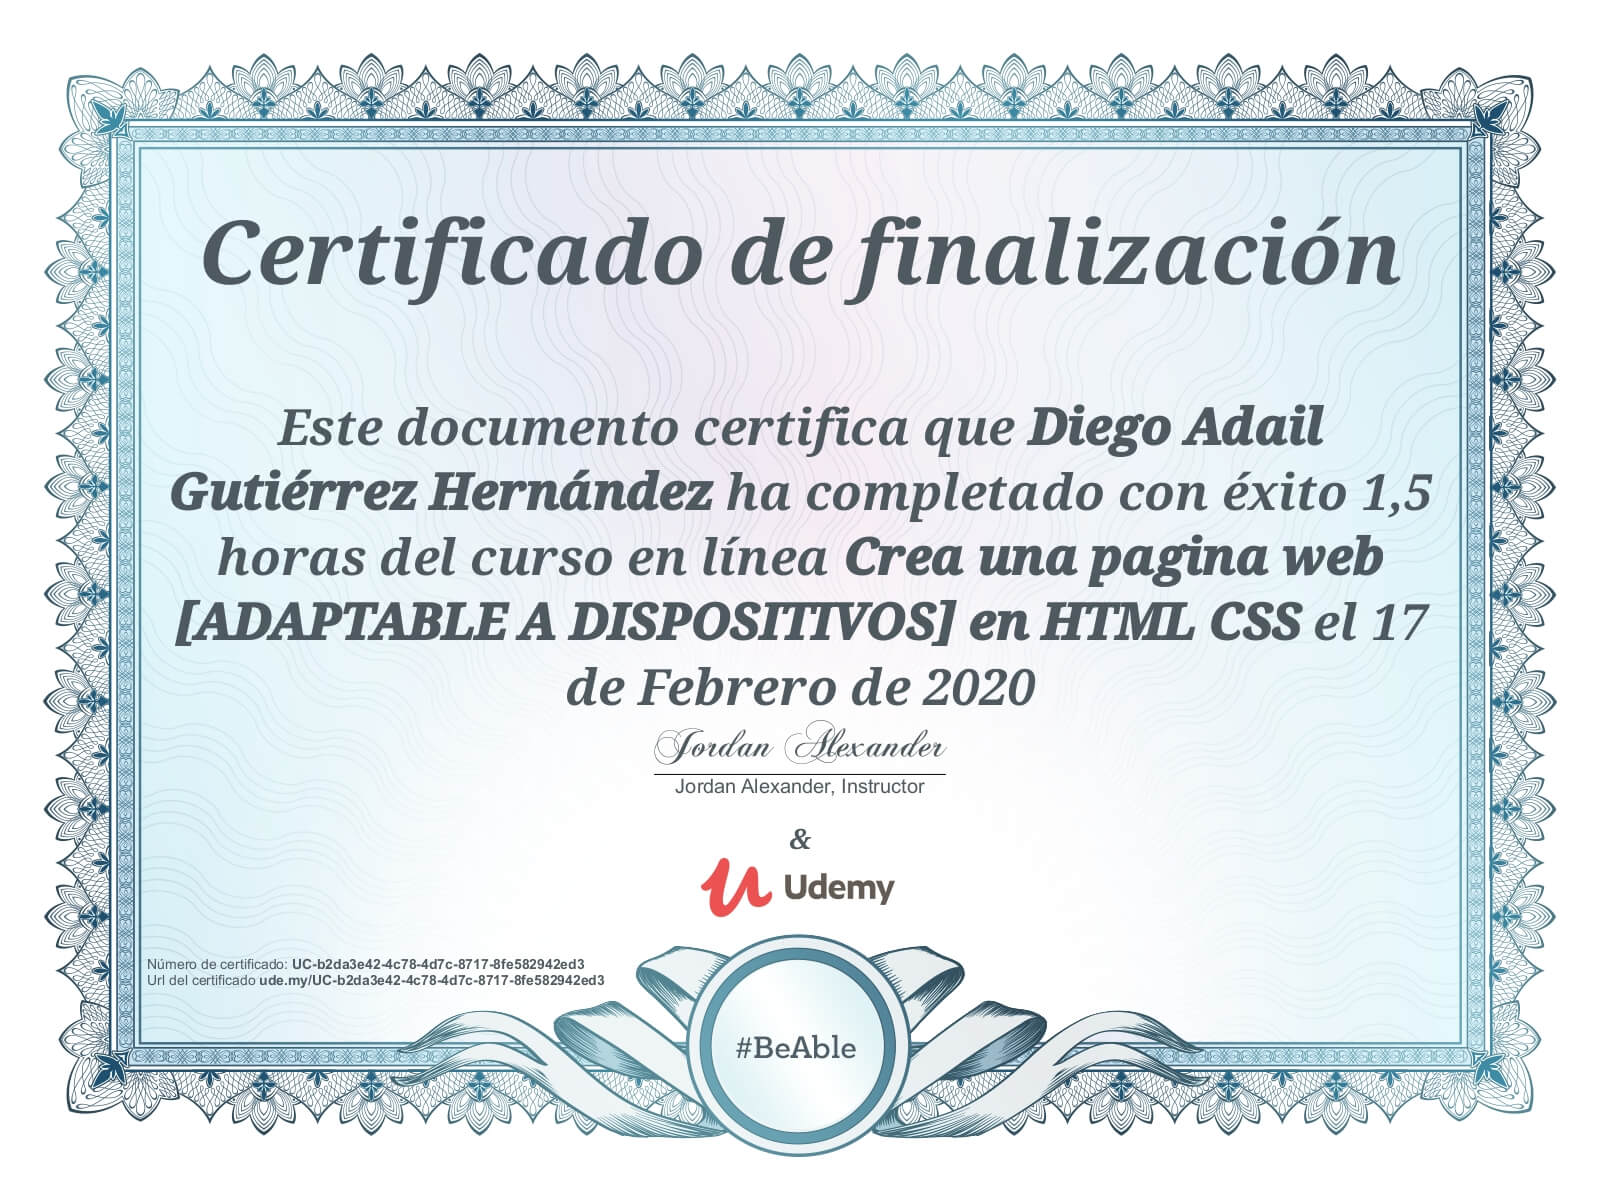 Certificado de finalización
Este documento certifica que Diego Adail
Gutiérrez Hernández ha completado con éxito 1,5
horas del curso en línea Crea una pagina web
[ADAPTABLE A DISPOSITIVOS] en HTML CSS el 17
de Febrero de 2020
Jordan Alexander
Jordan Alexander, Instructor
&
Udemy
Número de certificado: UC-b2da3e42-4c78-4d7c-8717-8fe582942ed3
Url del certificado ude.my/UC-b2da3e42-4c78-4d7c-8717-8fe582942ed3
#BeAble